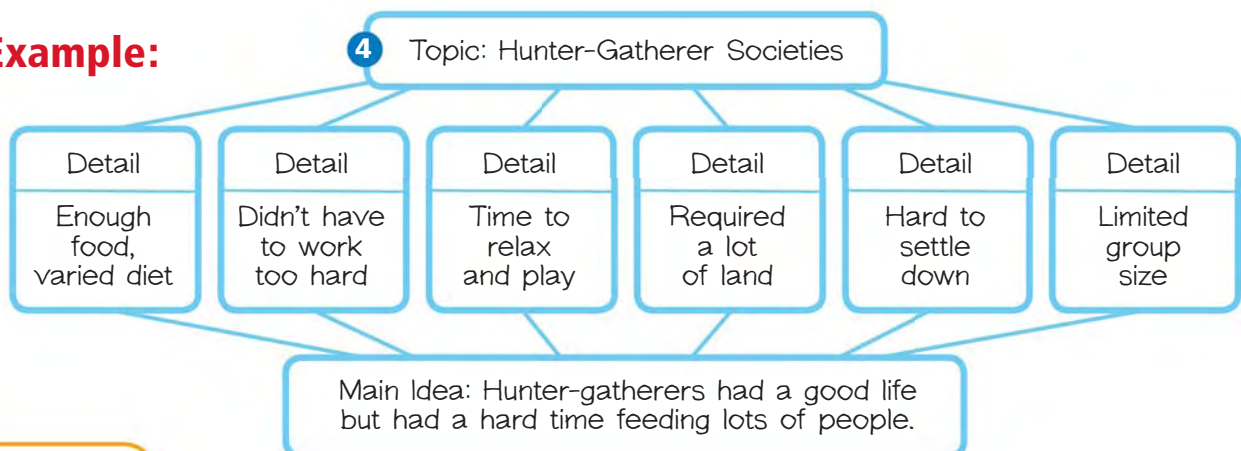 Example:
4
Topic: Hunter-Gatherer Societies
Detail
Enough
food,
varied diet
Detail
Didn't have
to work
too hard
Detail
Time to
relax
and play
Detail
Required
a lot
of land
Detail
Hard to
settle
down
Detail
Limited
group
size
Main Idea: Hunter-gatherers had a good life
but had a hard time feeding lots of people.